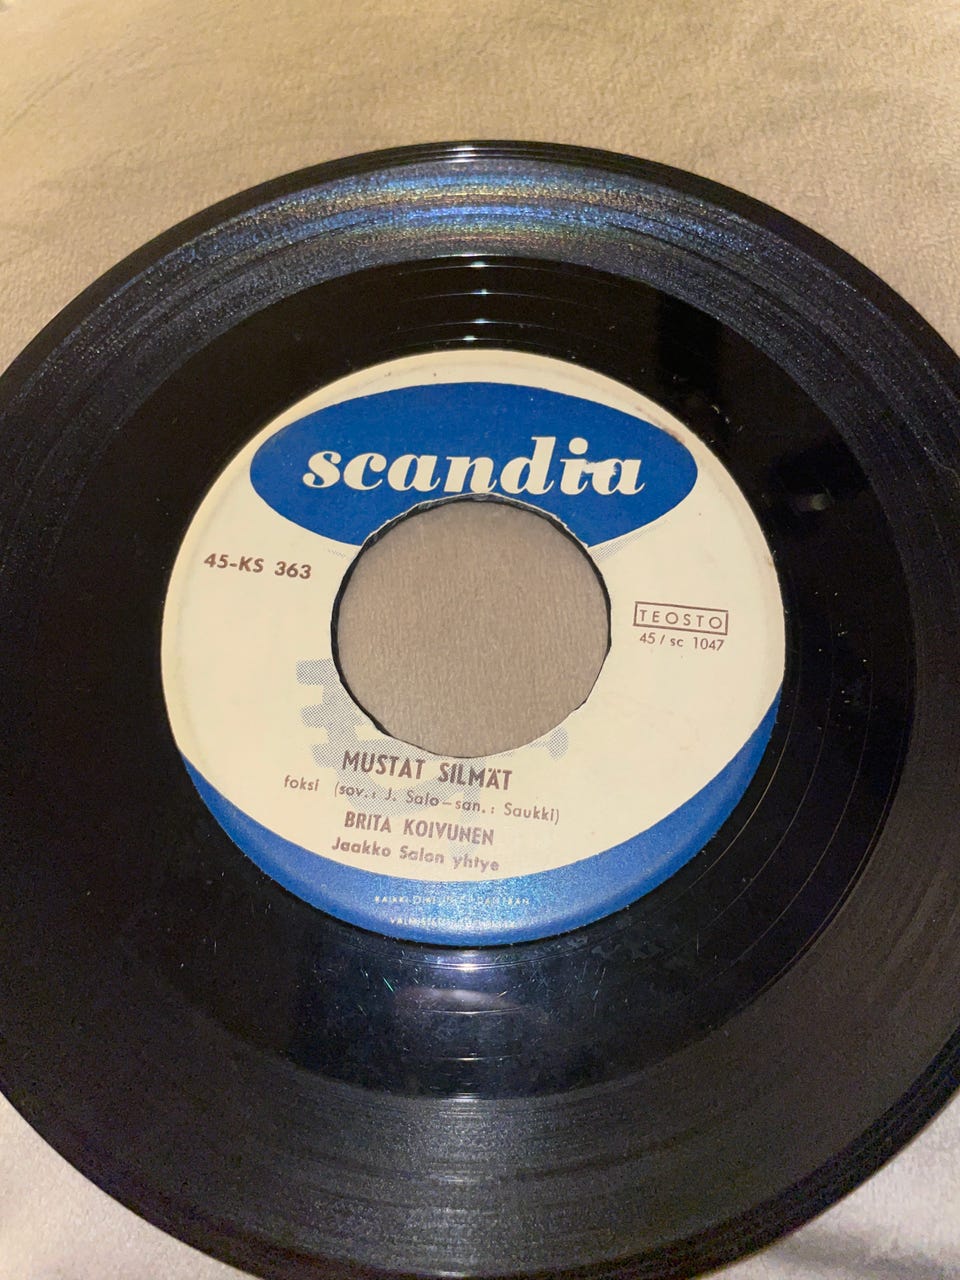 scandia
45-KS 363
TEOSTO
45 / sc 1047
MUSTAT SILMÄT
foksi (sov.: J. Salo – san.: Saukki)
BRITA KOIVUNEN
Jaakko Salon yhtye